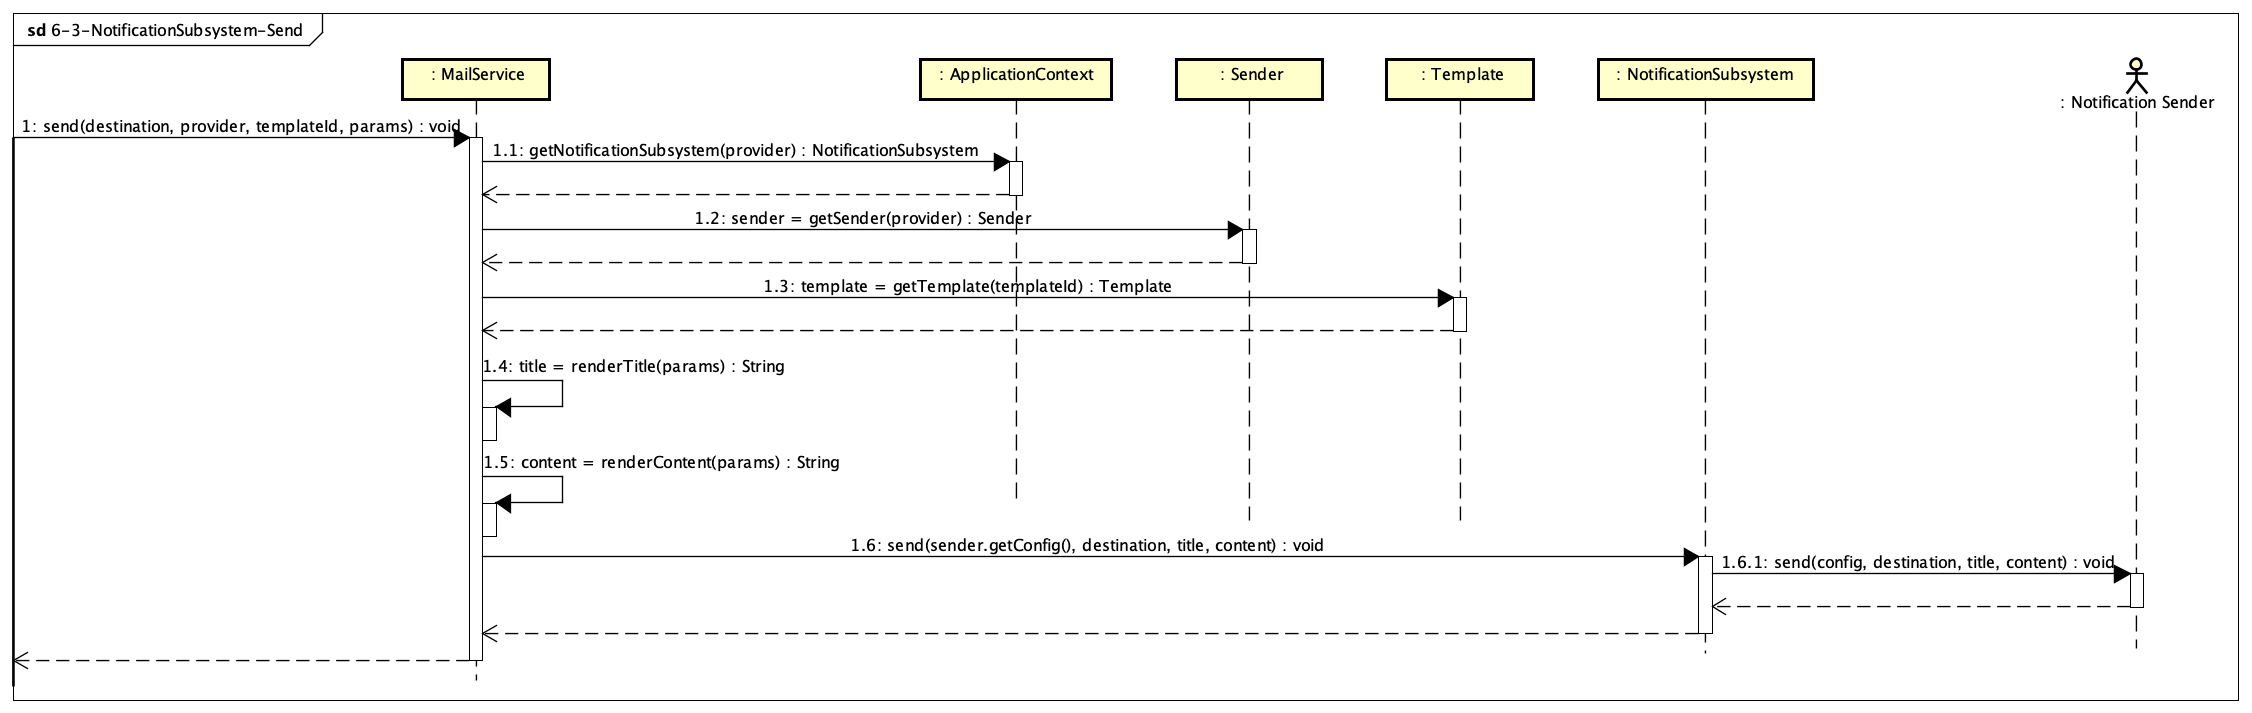 sd 6-3-NotificationSubsystem-Send
: MailService
: ApplicationContext
: Sender
: Template
: NotificationSubsystem
: Notification Sender
1: send(destination, provider, templateId, params) : void
1.1: getNotificationSubsystem(provider) : NotificationSubsystem
1.2: sender = getSender(provider) : Sender
1.3: template = getTemplate(templateId) : Template
1.4: title = renderTitle(params) : String
1.5: content = renderContent(params) : String
1.6: send(sender.getConfig(), destination, title, content) : void
1.6.1: send(config, destination, title, content) : void